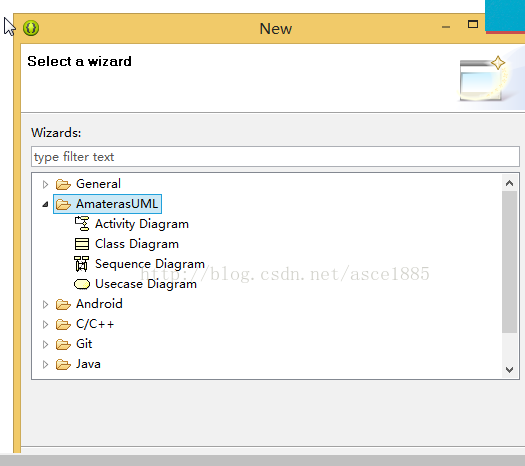 New
Select a wizard
Wizards:
type filter text
General
AmaterasUML
Activity Diagram
Class Diagram
Sequence Diagram
http://blog.csdn.net/asce1885
Usecase Diagram
Android
C/C++
Git
Java